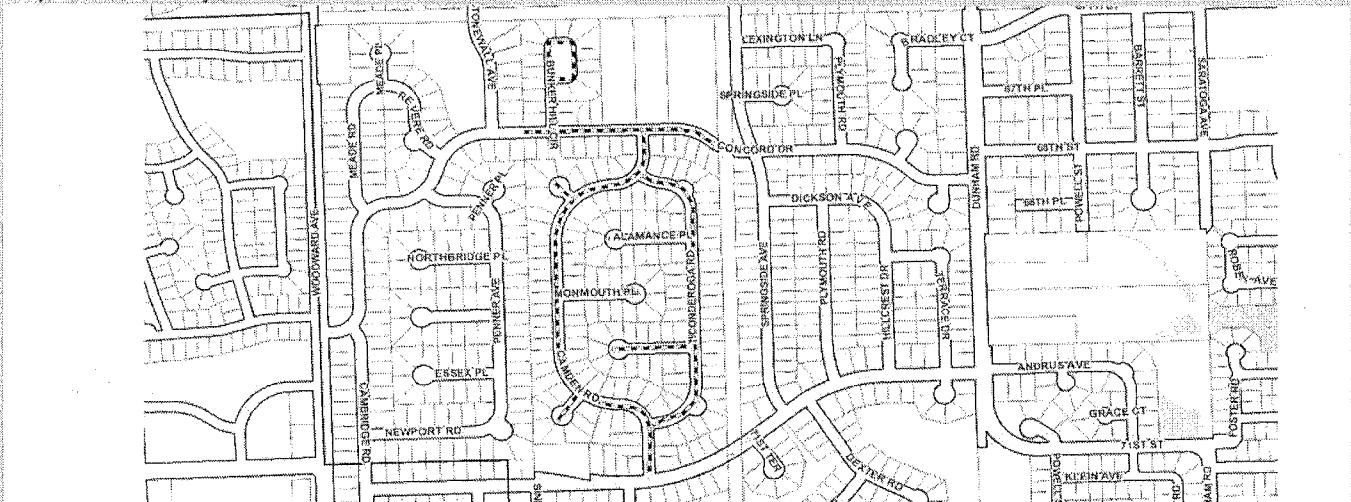 MEADE PL
REVERE RD
MEADE RD
BUNKER HILL CIR
LEXINGTON LN
BRADLEY CT
SPRINGSIDE PL
PLYMOUTH RD
67TH PL
BARRETT ST
SARATOGA AVE
CONCORD DR
68TH ST
DUNHAM RD
POWELL ST
68TH PL
PENNER PL
DICKSON AVE
WOODWARD AVE
NORTHBRIDGE PL
ALAMANCE PL
MONMOUTH PL
TICONDEROGA RD
PENNER AVE
SPRINGSIDE AVE
PLYMOUTH RD
HILLCREST DR
TERRACE DR
ESSEX PL
CAMDEN RD
CAMBRIDGE RD
NEWPORT RD
ANDRUS AVE
GRACE CT
FOSTER RD
71ST ST
71ST TER
DEXTER RD
KLEIN AVE